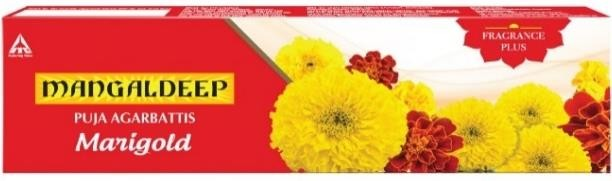 MANGALDEEP
PUJA AGARBATTIS
Marigold
FRAGRANCE
PLUS